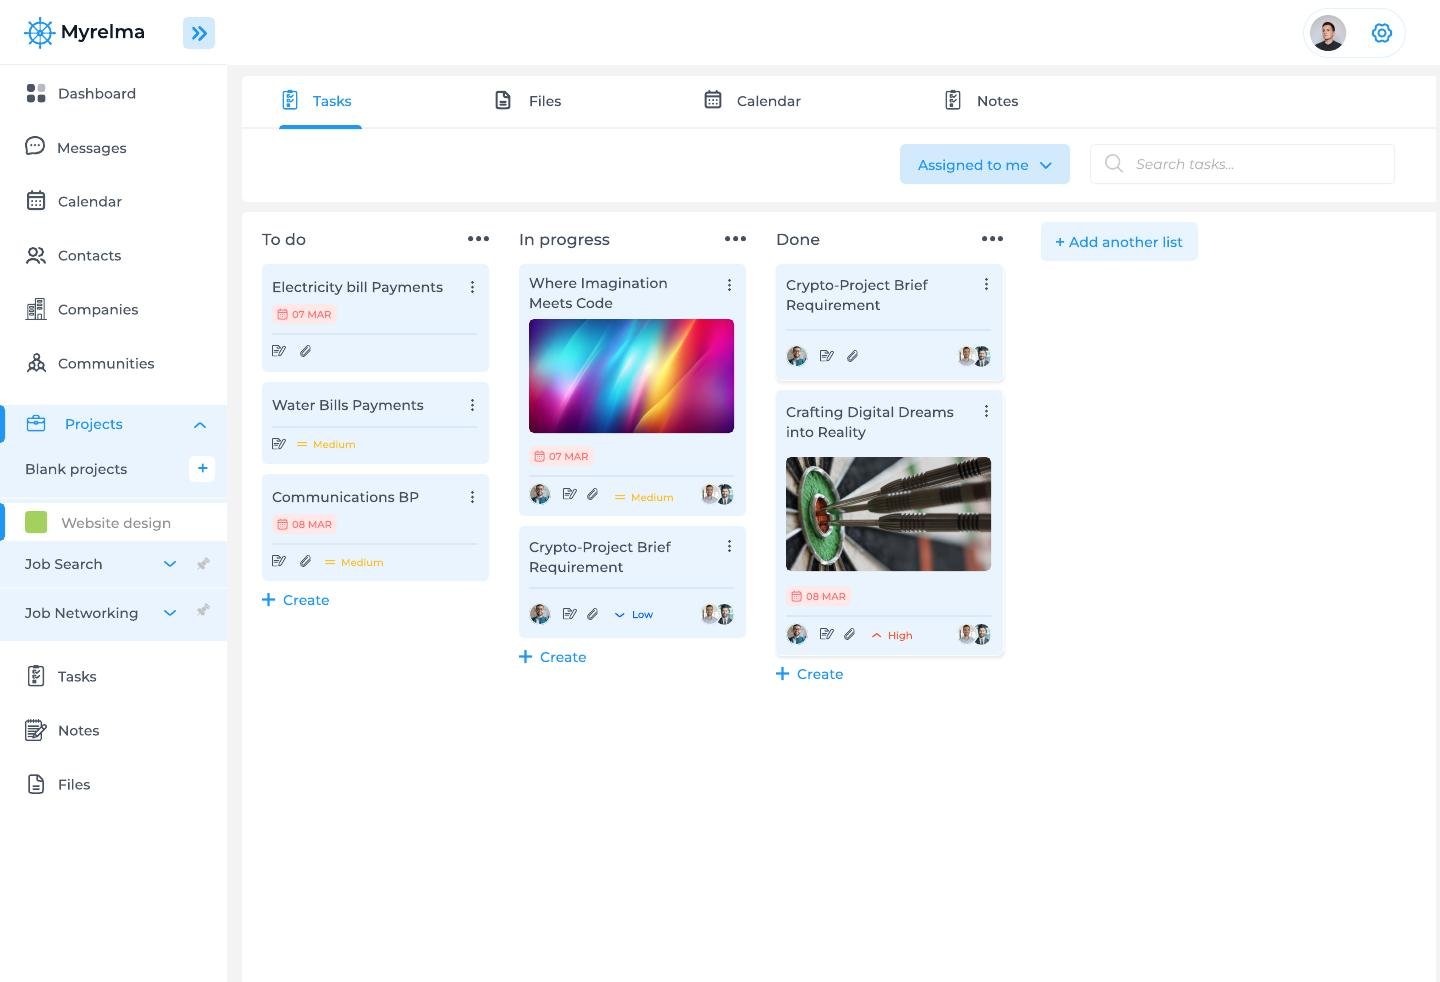 Myrelma
Dashboard
Messages
Calendar
Contacts
Companies
Communities
Projects
Blank projects
+
Website design
Job Search
Job Networking
Tasks
Notes
Files
Tasks
Files
Calendar
Notes
Assigned to me
Search tasks...
To do
Electricity bill Payments
07 MAR
Water Bills Payments
Medium
Communications BP
08 MAR
Medium
+ Create
In progress
Where Imagination
Meets Code
07 MAR
Medium
Crypto-Project Brief
Requirement
Low
+ Create
Done
Crypto-Project Brief
Requirement
Crafting Digital Dreams
into Reality
08 MAR
High
+ Create
+ Add another list